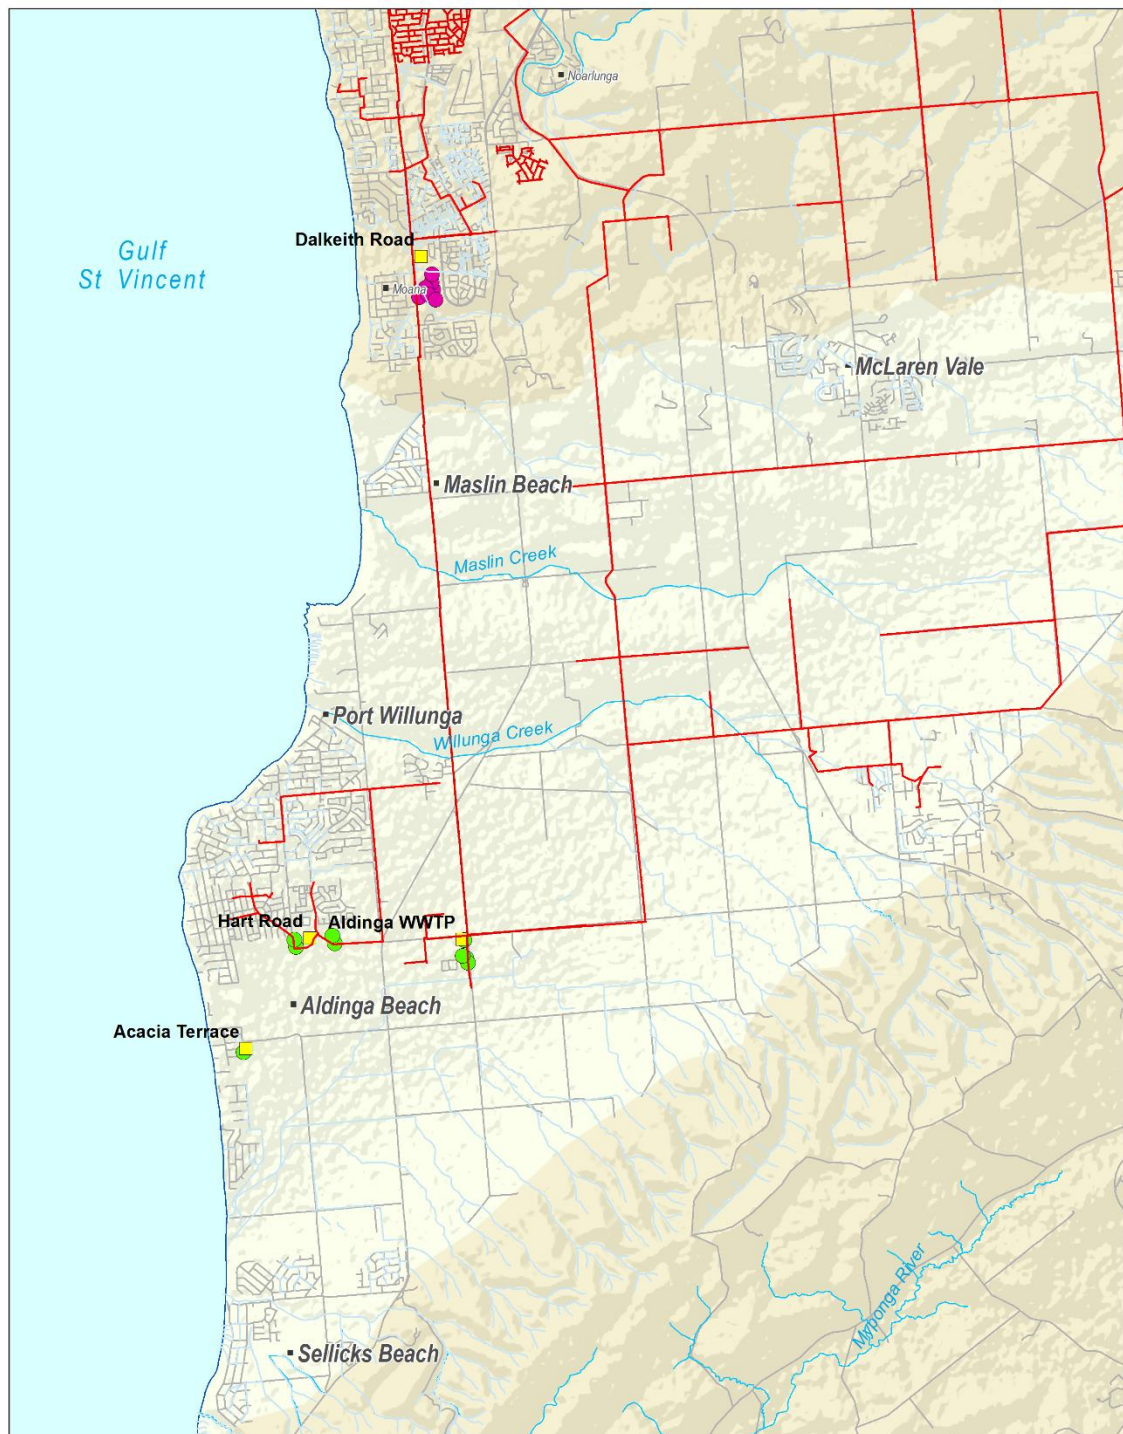 Noarlunga
Dalkeith Road
Gulf
St Vincent
Moana
McLaren Vale
Maslin Beach
Maslin Creek
Port Willunga
Willunga Creek
Hart Road
Aldinga WWTP
Aldinga Beach
Acacia Terrace
Myponga River
Sellicks Beach